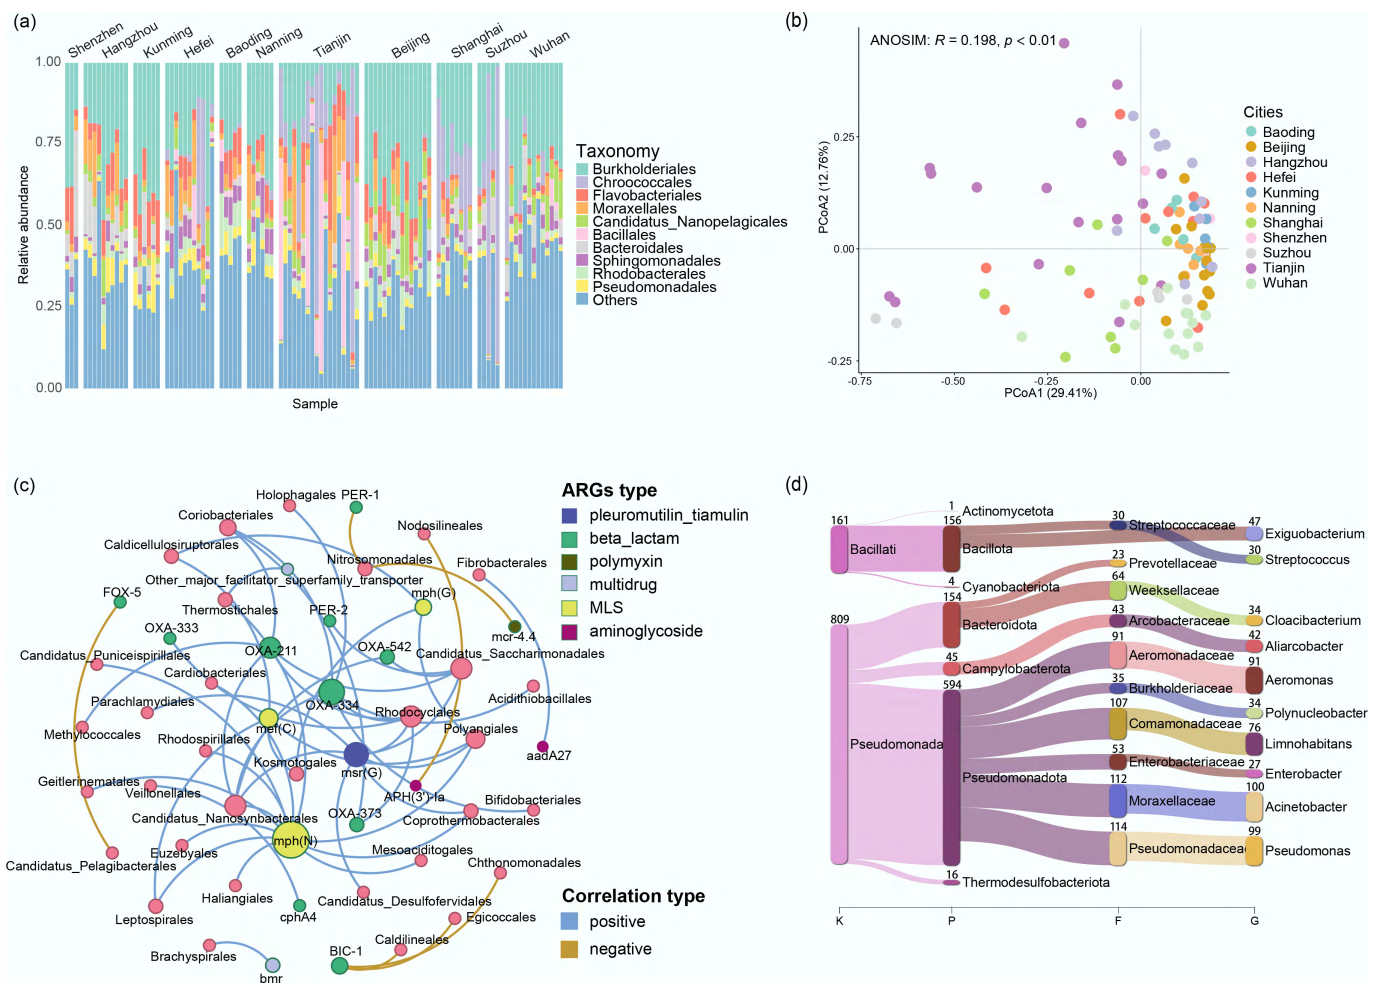 (a)
Shenzhen
Hangzhou
Kunming
Hefei
Baoding
Nanning
Tianjin
Beijing
Shanghai
Suzhou
Wuhan
1.00
0.75
0.50
0.25
0.00
Relative abundance
Sample
Taxonomy
Burkholderiales
Chroococcales
Flavobacteriales
Moraxellales
Candidatus_Nanopelagicales
Bacillales
Bacteroidales
Sphingomonadales
Rhodobacterales
Pseudomonadales
Others
(b)
ANOSIM: R = 0.198, p < 0.01
0.25
0.00
-0.25
PCoA2 (12.76%)
-0.75
-0.50
-0.25
0.00
PCoA1 (29.41%)
Cities
Baoding
Beijing
Hangzhou
Hefei
Kunming
Nanning
Shanghai
Shenzhen
Suzhou
Tianjin
Wuhan
(c)
Holophagales
PER-1
Coriobacteriales
Nodosilineales
Caldicellulosiruptorales
Nitrosomonadales
Fibrobacterales
Other_major_facilitator_superfamily_transporter
FOX-5
mph(G)
Thermostichales
PER-2
OXA-333
mcr-4.4
OXA-211
OXA-542
Candidatus_Puniceispirillales
Candidatus_Saccharimonadales
Cardiobacteriales
Parachlamydiales
OXA-334
Acidithiobacillales
Rhodocyclales
Methylococcales
mef(C)
Polyangiales
Rhodospirillales
Kosmotogales
msr(G)
aadA27
Geitlerinematales
Veillonellales
APH(3')-Ia
Bifidobacteriales
Candidatus_Nanosynbacterales
OXA-373
Coprothermobacterales
mph(N)
Euzebyales
Mesoaciditogales
Candidatus_Pelagibacterales
Chthonomonadales
Haliangiales
Candidatus_Desulfofervidales
Leptospirales
cphA4
Egicoccales
Caldilineales
Brachyspirales
BIC-1
bmr
ARGs type
pleuromutilin_tiamulin
beta_lactam
polymyxin
multidrug
MLS
aminoglycoside
Correlation type
positive
negative
(d)
161
Bacillati
809
Pseudomonada
1
Actinomycetota
156
Bacillota
4
Cyanobacteriota
154
Bacteroidota
45
Campylobacterota
594
Pseudomonadota
16
Thermodesulfobacteriota
30
Streptococcaceae
23
Prevotellaceae
64
Weeksellaceae
43
Arcobacteraceae
91
Aeromonadaceae
35
Burkholderiaceae
107
Comamonadaceae
53
Enterobacteriaceae
112
Moraxellaceae
114
Pseudomonadaceae
47
Exiguobacterium
30
Streptococcus
34
Cloacibacterium
42
Aliarcobacter
91
Aeromonas
34
Polynucleobacter
76
Limnohabitans
27
Enterobacter
100
Acinetobacter
99
Pseudomonas
K
P
F
G